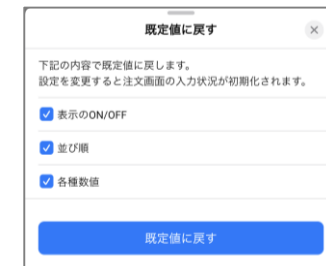 既定値に戻す
下記の内容で既定値に戻します。
設定を変更すると注文画面の入力状況が初期化されます。
表示のON/OFF
並び順
各種数値
既定値に戻す